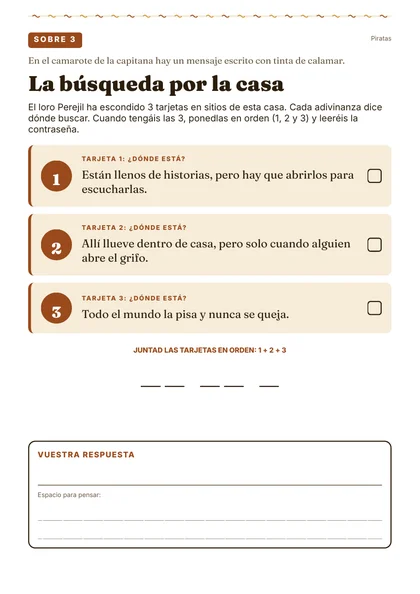 SOBRE 3
Piratas
En el camarote de la capitana hay un mensaje escrito con tinta de calamar.
La búsqueda por la casa
El loro Perejil ha escondido 3 tarjetas en sitios de esta casa. Cada adivinanza dice
dónde buscar. Cuando tengáis las 3, ponedlas en orden (1, 2 y 3) y leeréis la
contraseña.
TARJETA 1: ¿DÓNDE ESTÁ?
1
Están llenos de historias, pero hay que abrirlos para
escucharlas.
TARJETA 2: ¿DÓNDE ESTÁ?
2
Allí llueve dentro de casa, pero solo cuando alguien
abre el grifo.
TARJETA 3: ¿DÓNDE ESTÁ?
3
Todo el mundo la pisa y nunca se queja.
JUNTAD LAS TARJETAS EN ORDEN: 1 + 2 + 3
VUESTRA RESPUESTA
Espacio para pensar: